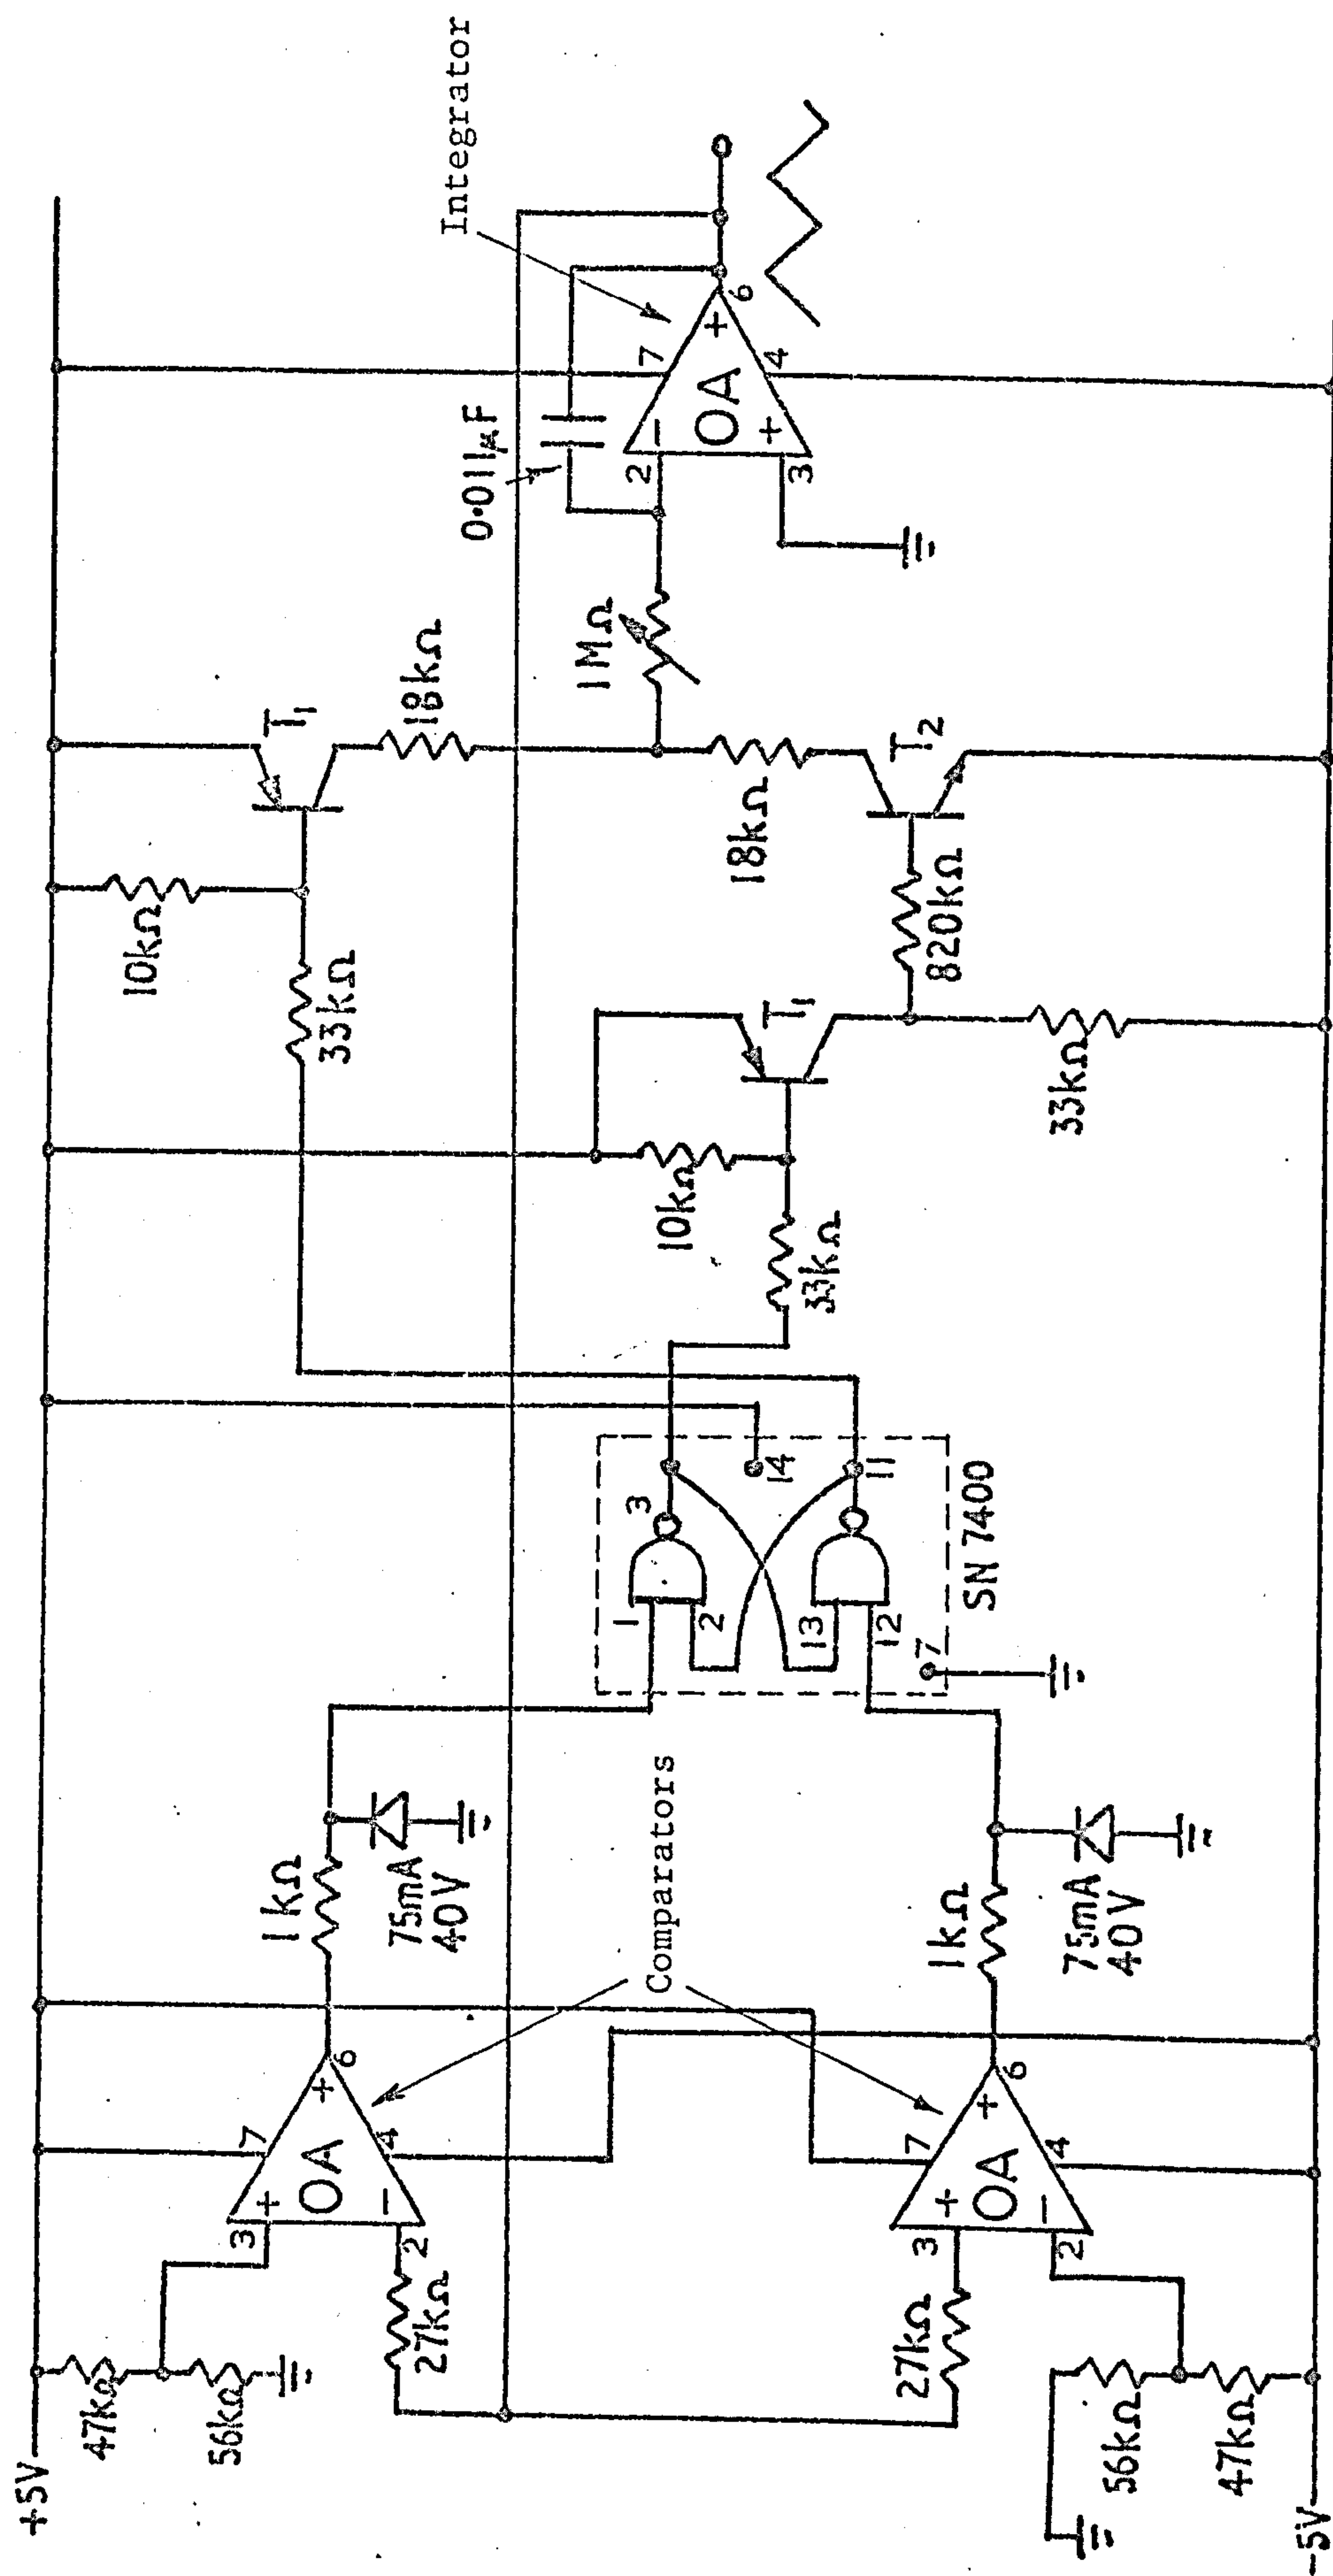 +5V
47kΩ
56kΩ
3
+
OA
−
2
7
4
+
6
27kΩ
1kΩ
75mA
40V
Comparators
27kΩ
3
+
OA
−
2
7
4
+
6
56kΩ
47kΩ
-5V
1kΩ
75mA
40V
1
2
3
13
12
11
14
7
SN 7400
33kΩ
10kΩ
T1
33kΩ
10kΩ
T1
33kΩ
820kΩ
18kΩ
18kΩ
T2
1MΩ
0.011μF
2
−
OA
+
3
7
4
+
6
Integrator